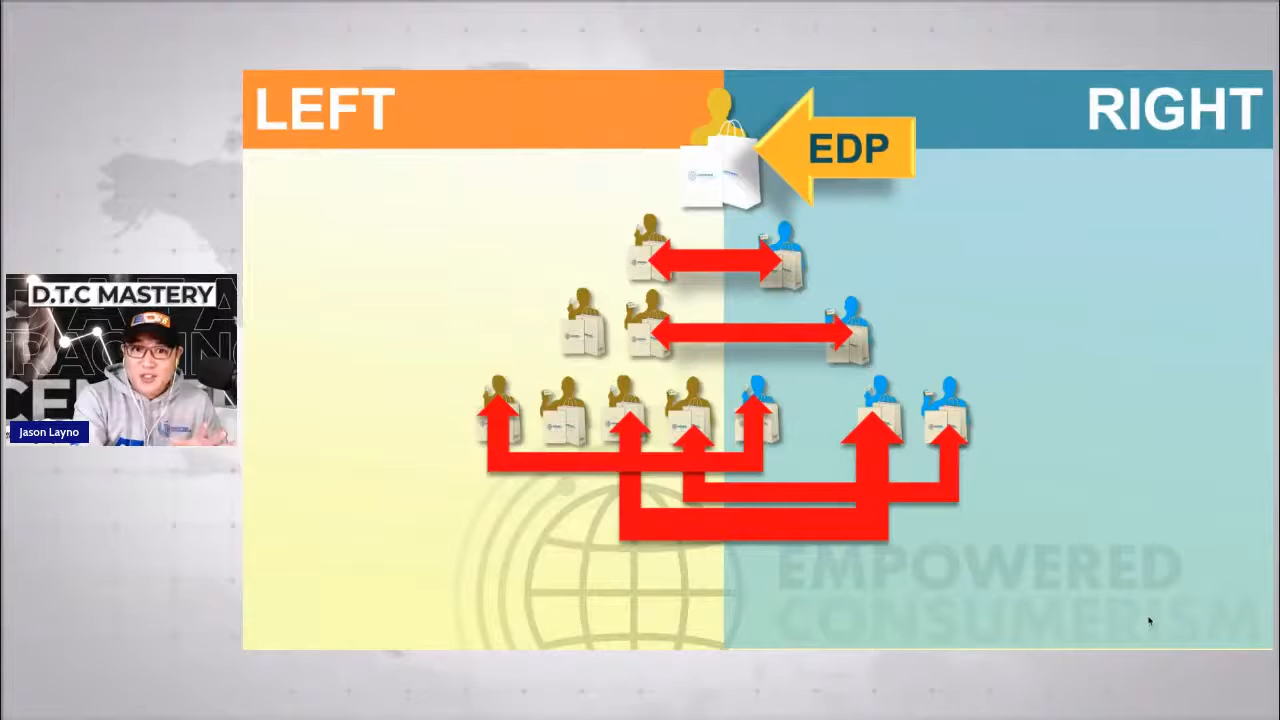 LEFT
RIGHT
EDP
D.T.C MASTERY
Jason Layno
EMPOWERED
CONSUMERISM